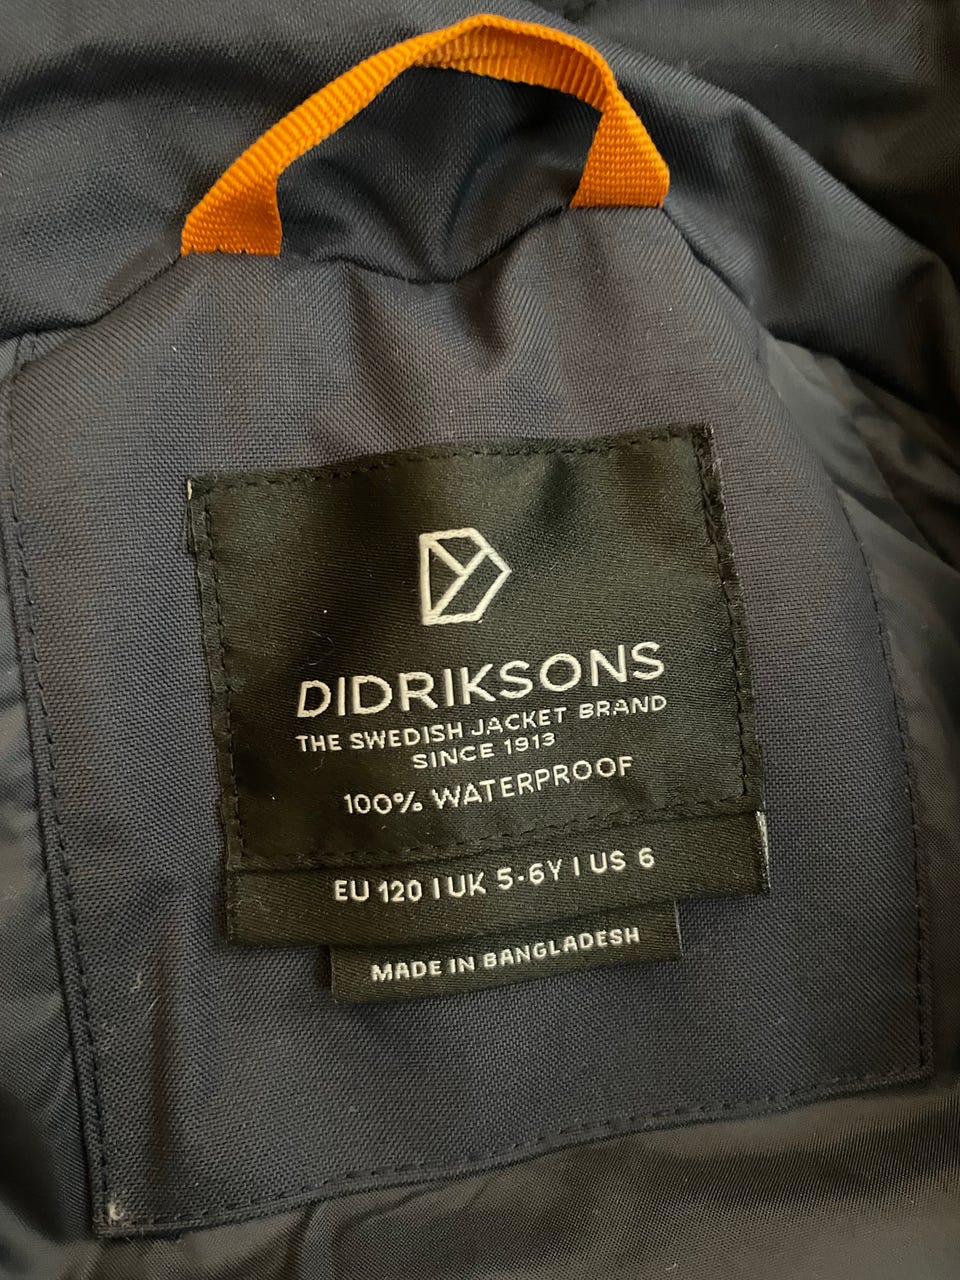 DIDRIKSONS
THE SWEDISH JACKET BRAND
SINCE 1913
100% WATERPROOF
EU 120 | UK 5-6Y | US 6
MADE IN BANGLADESH